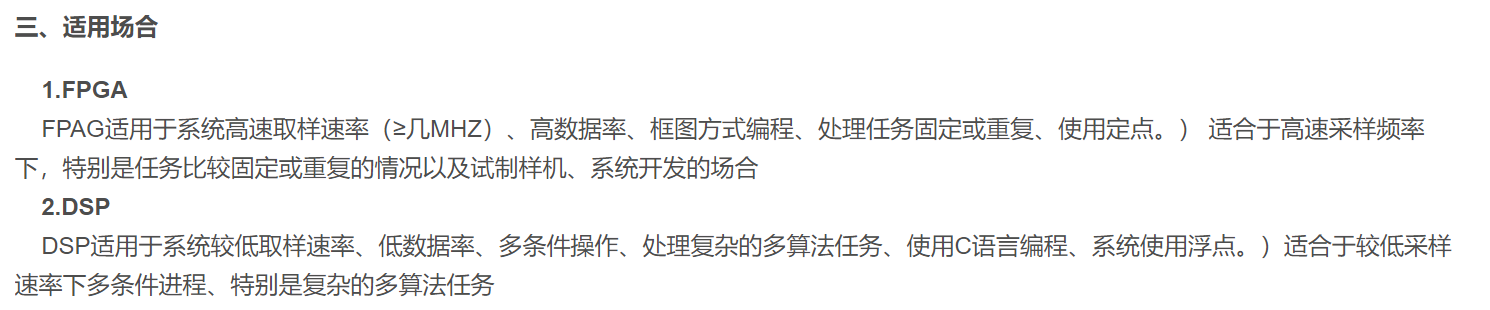 三、适用场合
1.FPGA
FPAG适用于系统高速取样速率（≥几MHZ）、高数据率、框图方式编程、处理任务固定或重复、使用定点。） 适合于高速采样频率
下，特别是任务比较固定或重复的情况以及试制样机、系统开发的场合
2.DSP
DSP适用于系统较低取样速率、低数据率、多条件操作、处理复杂的多算法任务、使用C语言编程、系统使用浮点。）适合于较低采样
速率下多条件进程、特别是复杂的多算法任务